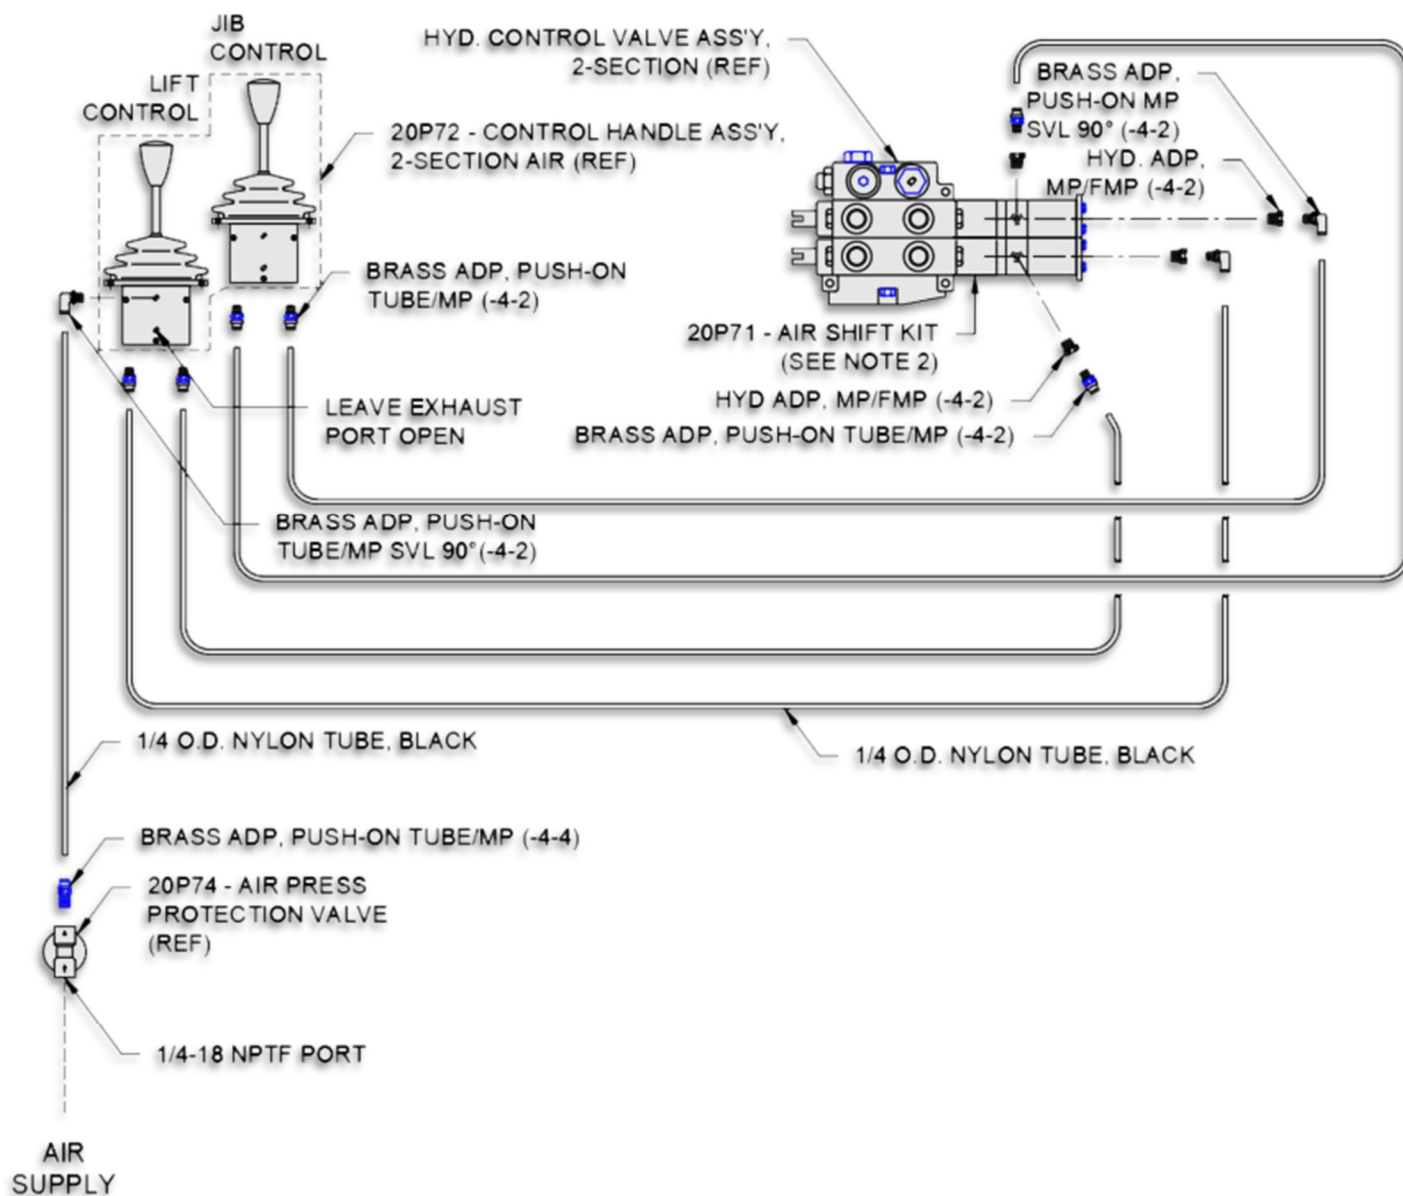 JIB
CONTROL
LIFT
CONTROL
HYD. CONTROL VALVE ASS'Y,
2-SECTION (REF)
20P72 - CONTROL HANDLE ASS'Y,
2-SECTION AIR (REF)
BRASS ADP,
PUSH-ON MP
SVL 90° (-4-2)
HYD. ADP,
MP/FMP (-4-2)
BRASS ADP, PUSH-ON
TUBE/MP (-4-2)
20P71 - AIR SHIFT KIT
(SEE NOTE 2)
HYD ADP, MP/FMP (-4-2)
BRASS ADP, PUSH-ON TUBE/MP (-4-2)
LEAVE EXHAUST
PORT OPEN
BRASS ADP, PUSH-ON
TUBE/MP SVL 90°(-4-2)
1/4 O.D. NYLON TUBE, BLACK
1/4 O.D. NYLON TUBE, BLACK
BRASS ADP, PUSH-ON TUBE/MP (-4-4)
20P74 - AIR PRESS
PROTECTION VALVE
(REF)
1/4-18 NPTF PORT
AIR
SUPPLY